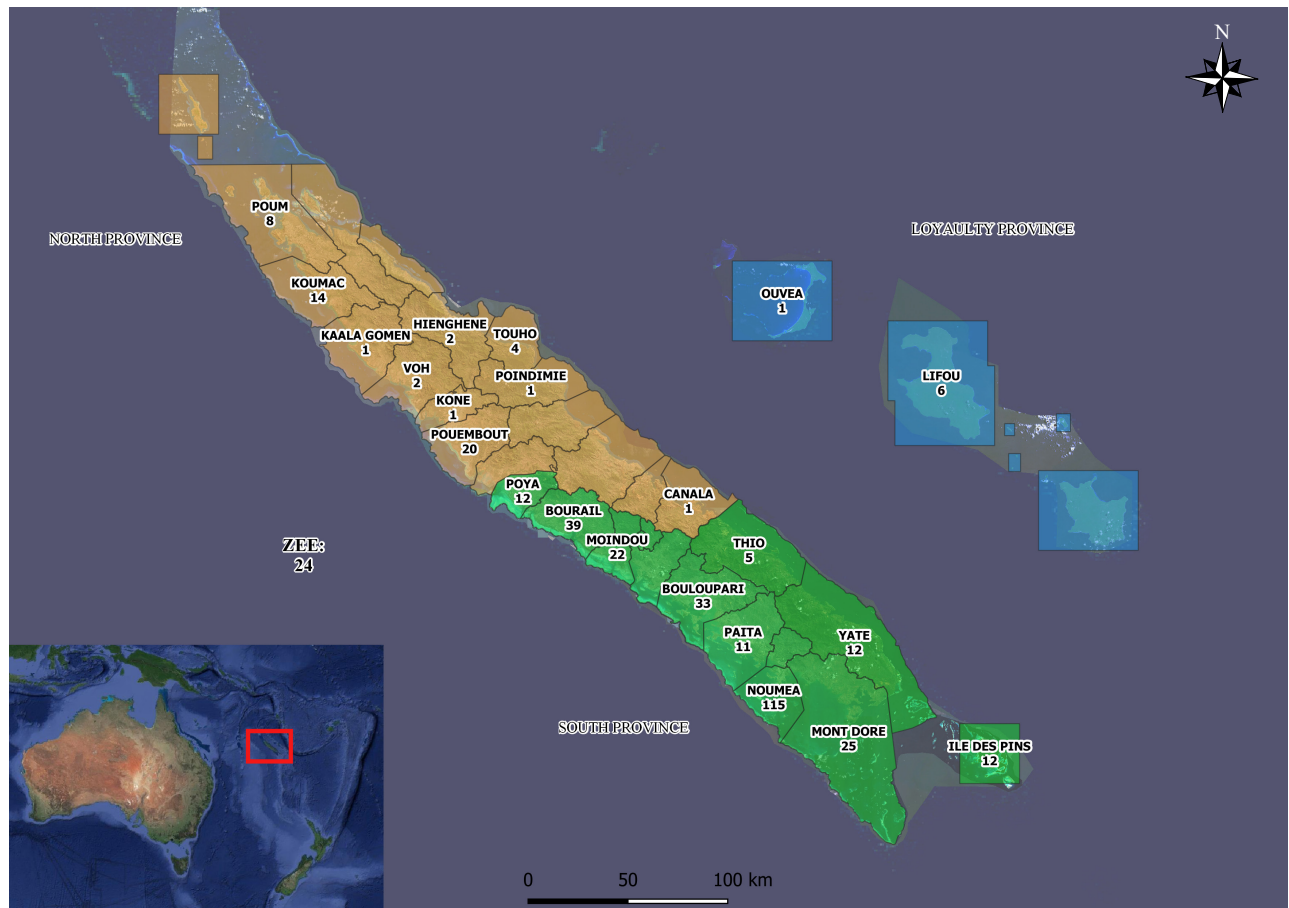 N
NORTH PROVINCE
LOYAULTY PROVINCE
POUM
8
KOUMAC
14
KAALA GOMEN
1
HIENGHENE
2
TOUHO
4
VOH
2
POINDIMIE
1
KONE
1
POUEMBOUT
20
OUVEA
1
LIFOU
6
POYA
12
CANALA
1
BOURAIL
39
MOINDOU
22
THIO
5
ZEE:
24
BOULOUPARI
33
PAITA
11
YATE
12
NOUMEA
115
SOUTH PROVINCE
MONT DORE
25
ILE DES PINS
12
0 50 100 km